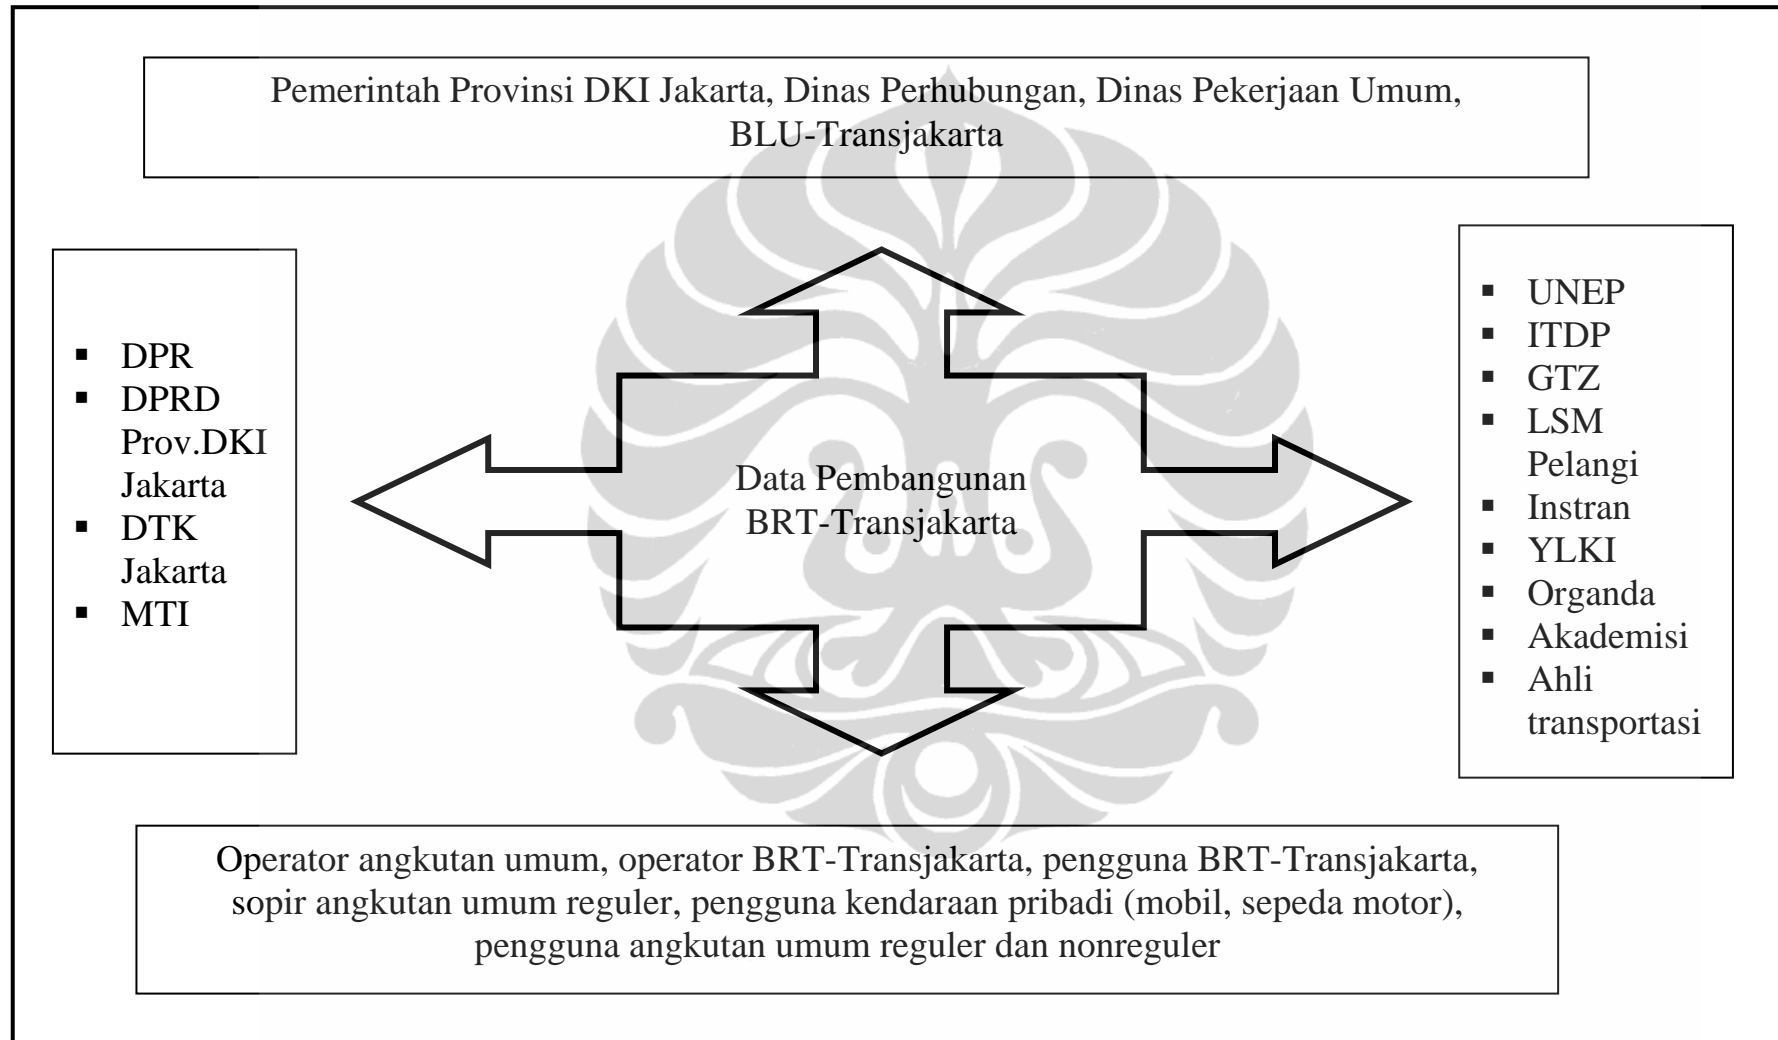 Pemerintah Provinsi DKI Jakarta, Dinas Perhubungan, Dinas Pekerjaan Umum,
BLU-Transjakarta
▪ DPR
▪ DPRD
Prov.DKI
Jakarta
▪ DTK
Jakarta
▪ MTI
Data Pembangunan
BRT-Transjakarta
▪ UNEP
▪ ITDP
▪ GTZ
▪ LSM
Pelangi
▪ Instran
▪ YLKI
▪ Organda
▪ Akademisi
▪ Ahli
transportasi
Operator angkutan umum, operator BRT-Transjakarta, pengguna BRT-Transjakarta,
sopir angkutan umum reguler, pengguna kendaraan pribadi (mobil, sepeda motor),
pengguna angkutan umum reguler dan nonreguler